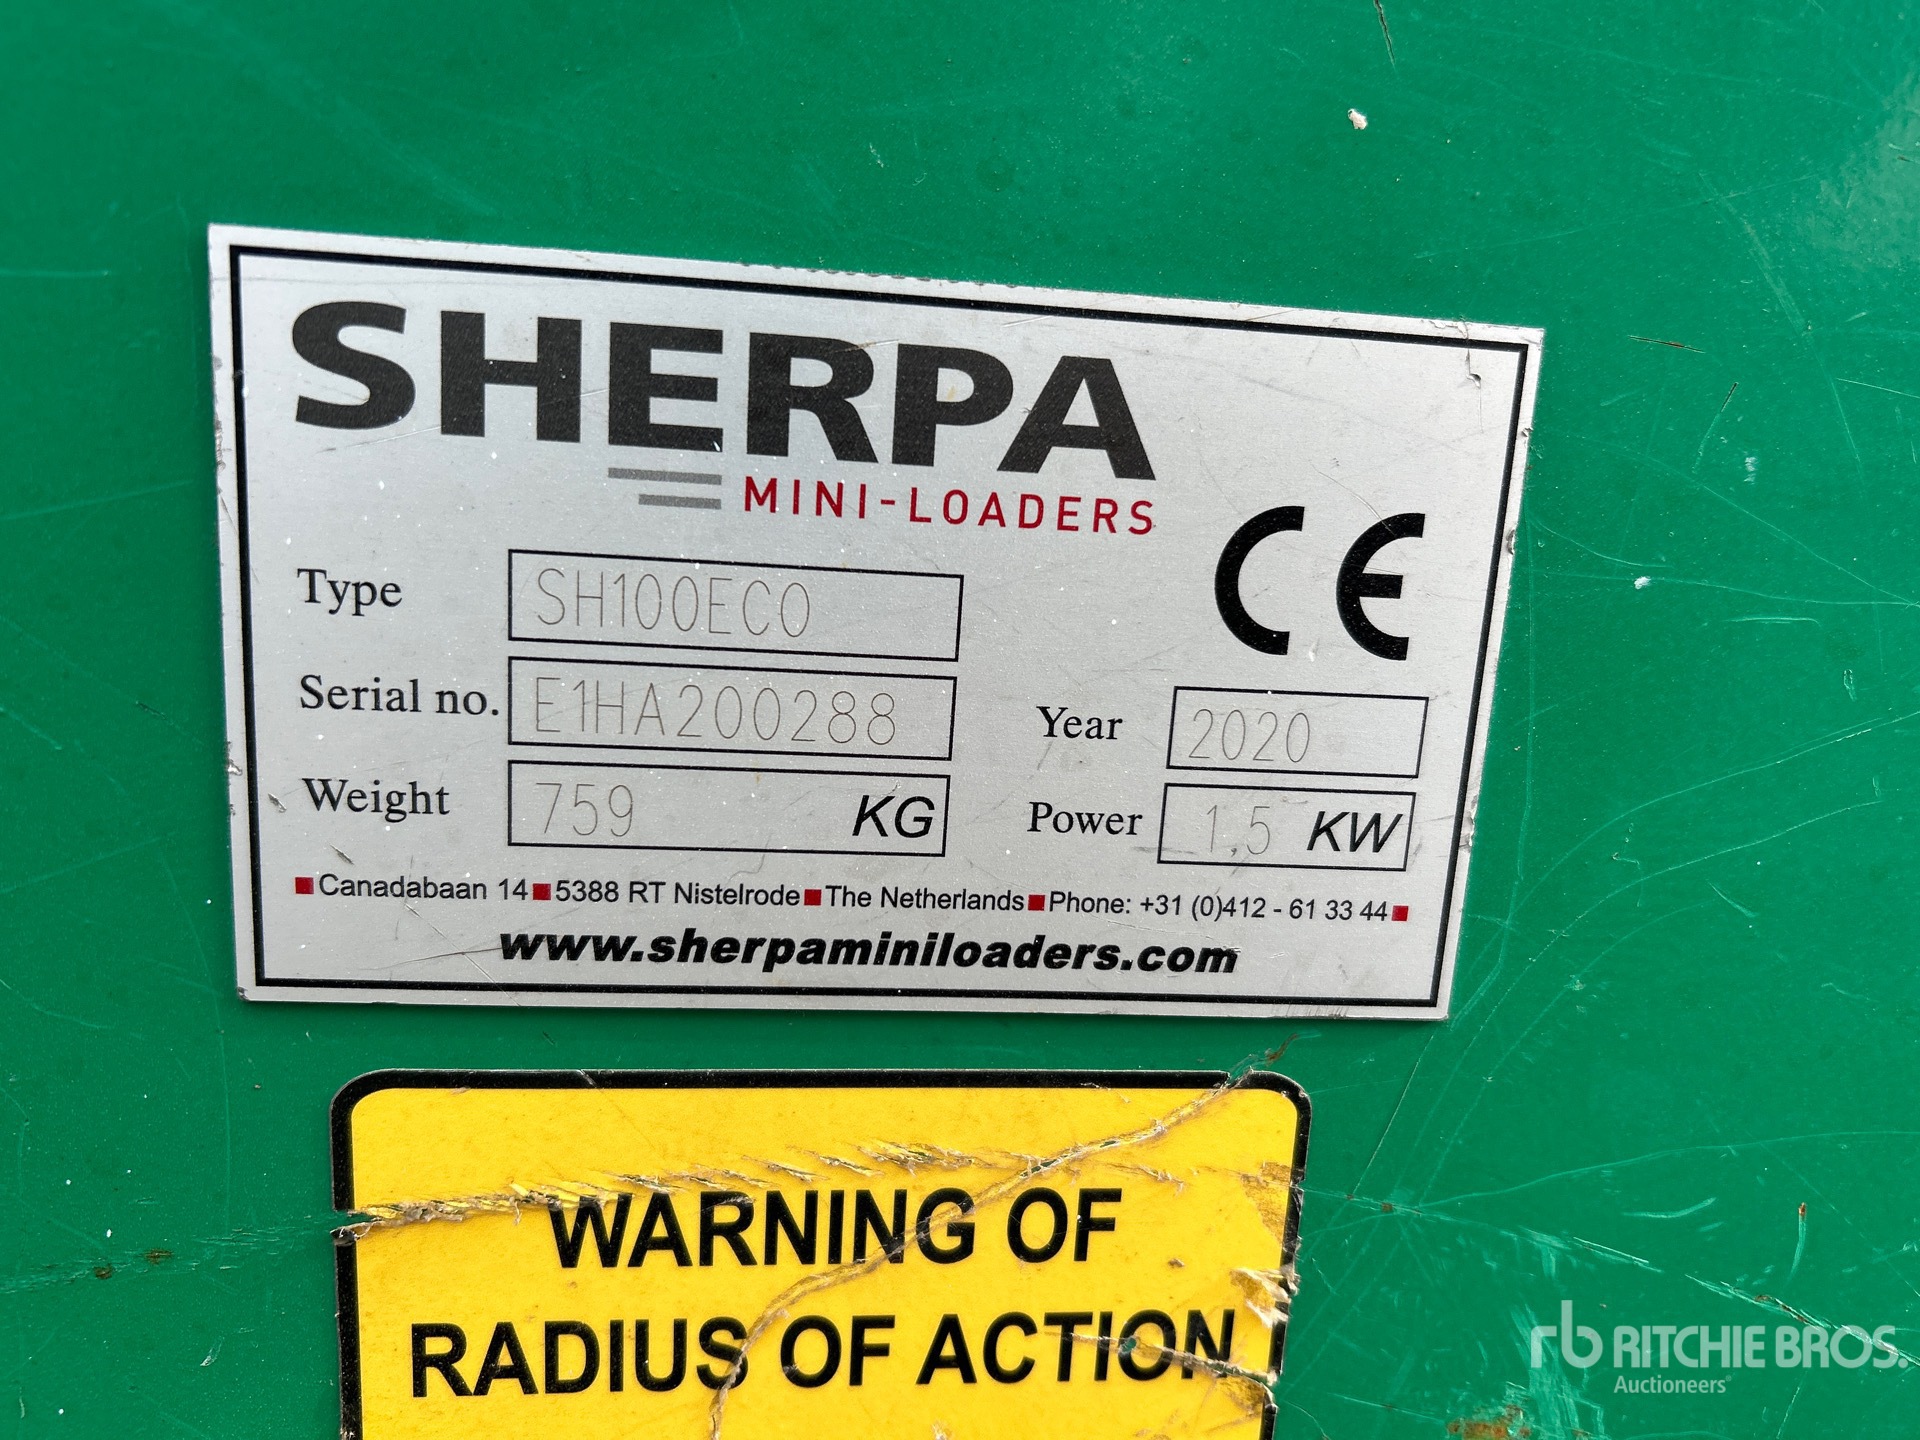 SHERPA
MINI-LOADERS
CE
Type SH100ECO
Serial no. E1HA200288
Year 2020
Weight 759 KG
Power 1,5 KW
Canadabaan 14 5388 RT Nistelrode The Netherlands Phone: +31 (0)412 - 61 33 44
www.sherpaminiloaders.com
WARNING OF
RADIUS OF ACTION
rb RITCHIE BROS.
Auctioneers